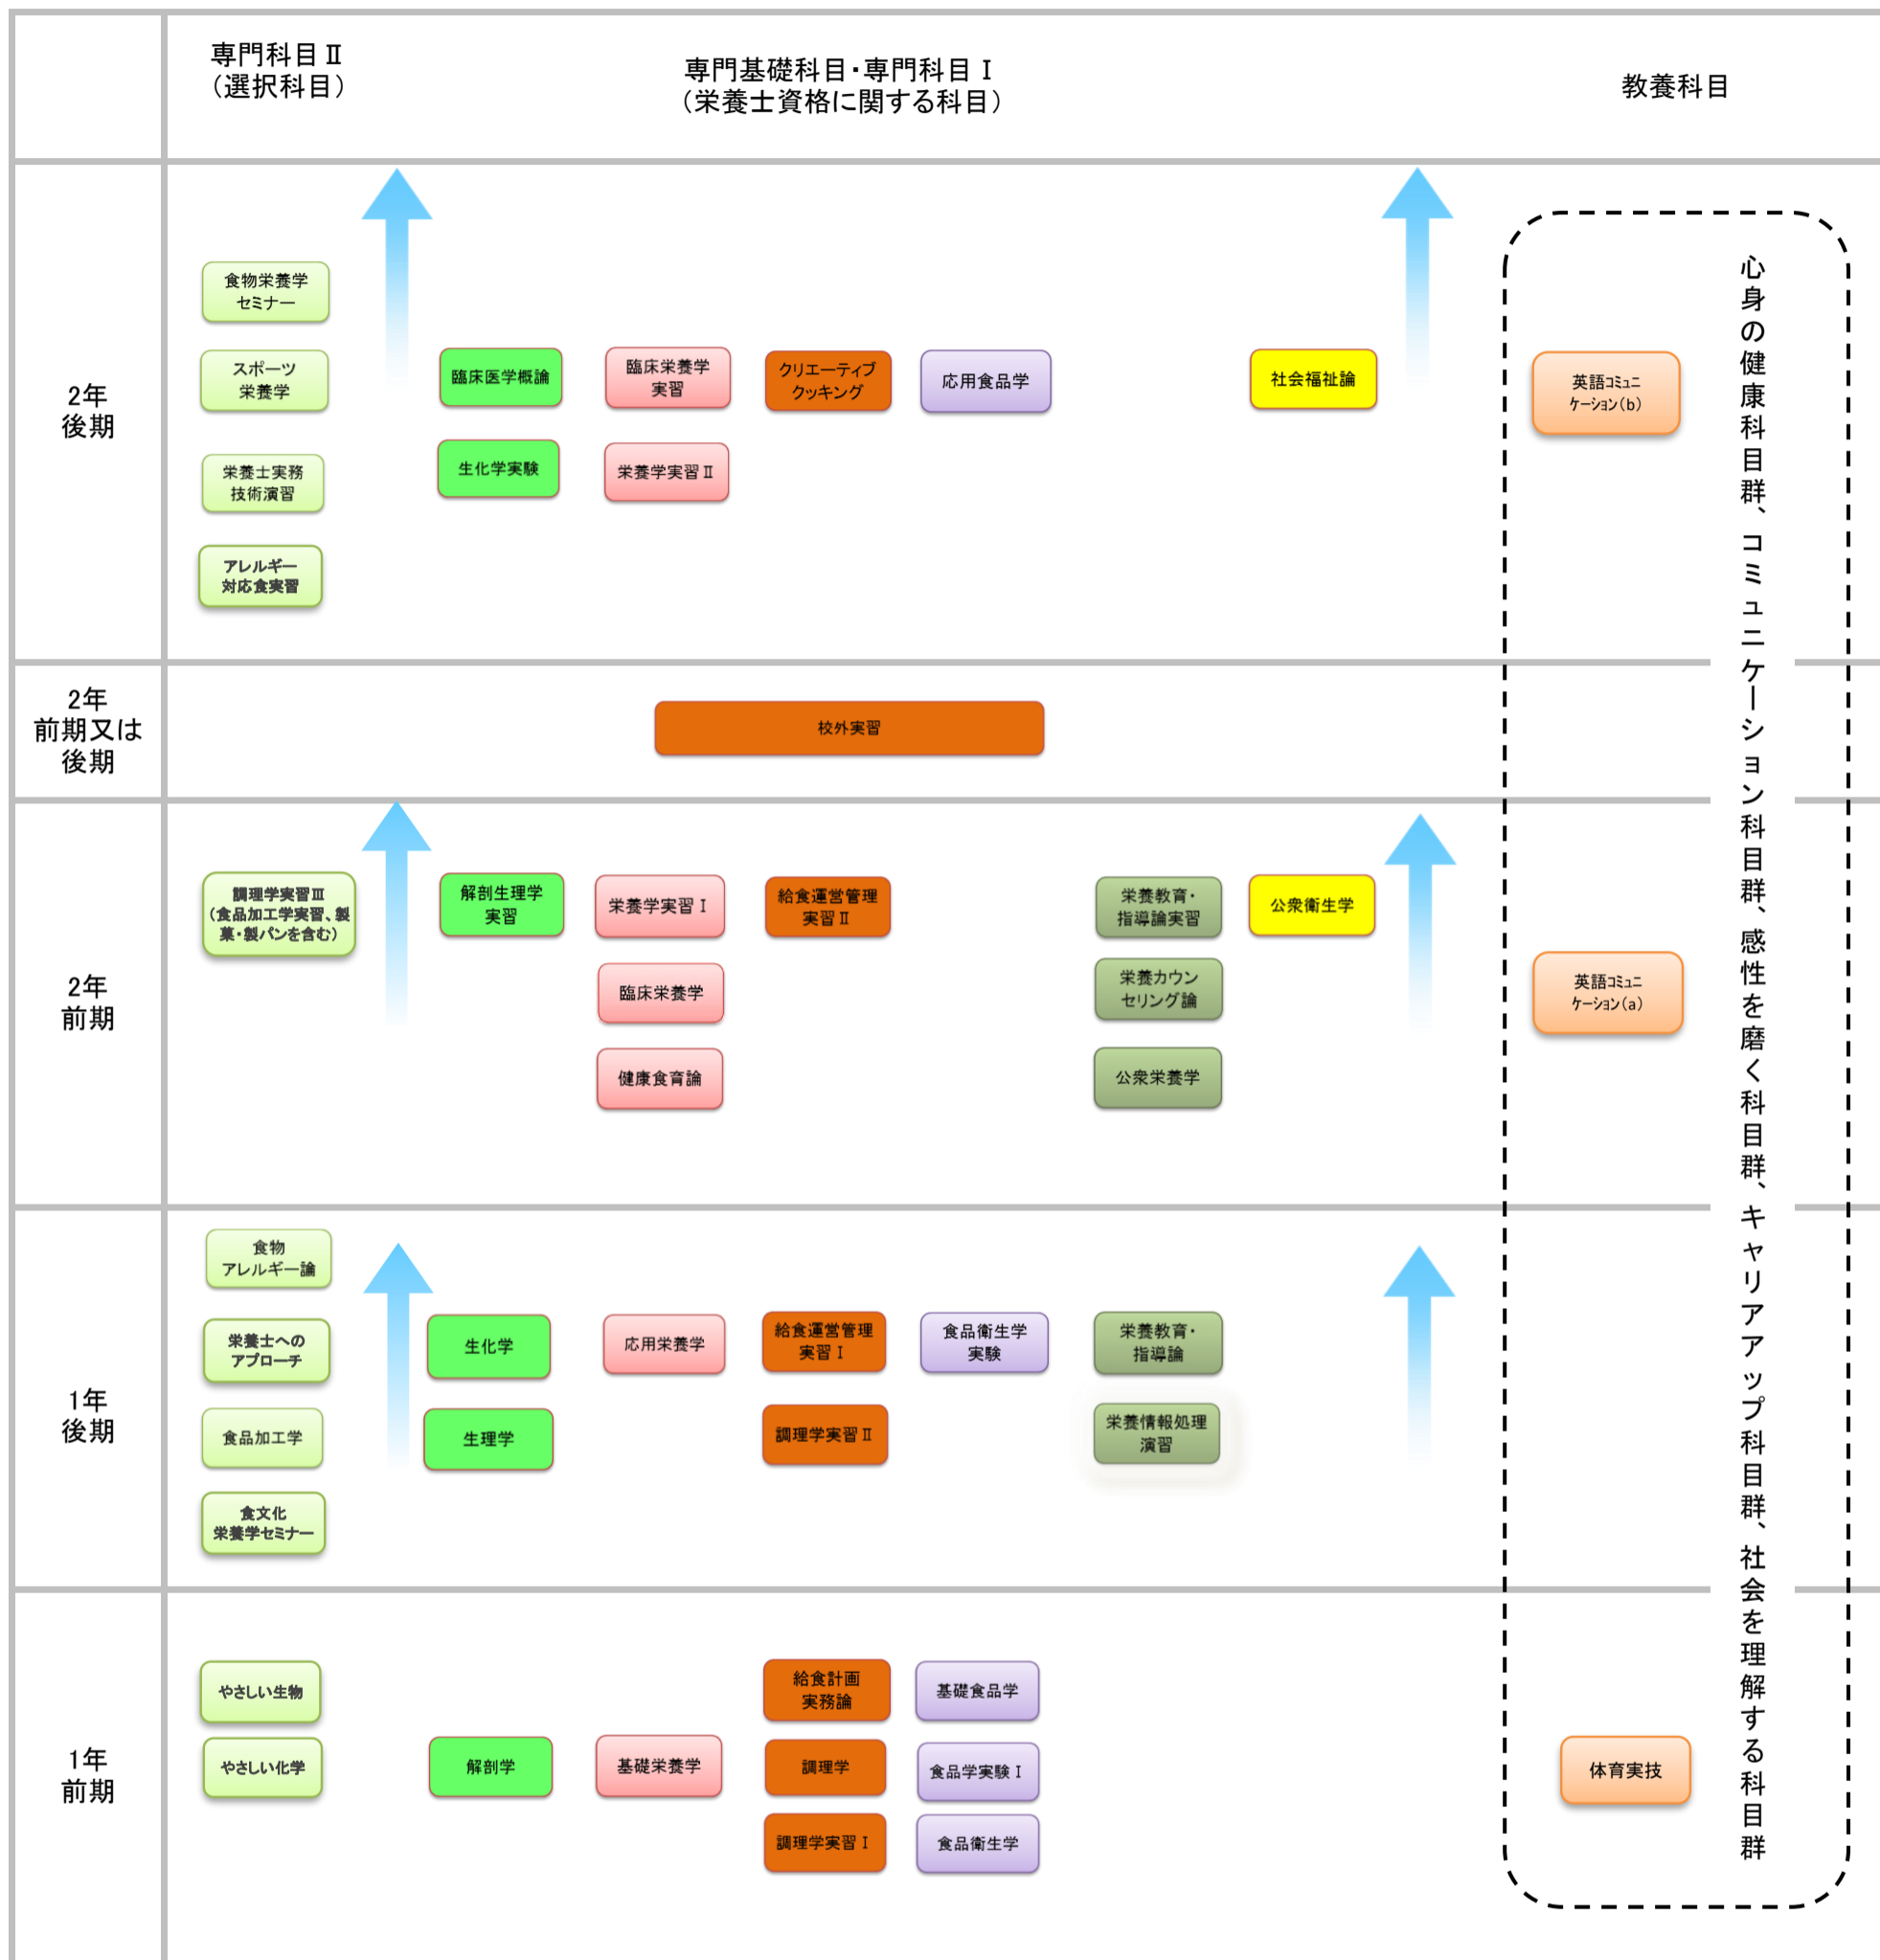 専門科目Ⅱ
（選択科目）
専門基礎科目・専門科目Ⅰ
（栄養士資格に関する科目）
教養科目
2年
後期
食物栄養学
セミナー
スポーツ
栄養学
栄養士実務
技術演習
アレルギー
対応食実習
臨床医学概論
生化学実験
臨床栄養学
実習
栄養学実習Ⅱ
クリエーティブ
クッキング
応用食品学
社会福祉論
英語ｺﾐｭﾆ
ｹｰｼｮﾝ（b）
心身の健康科目群、コミュニケーション科目群、感性を磨く科目群、キャリアアップ科目群、社会を理解する科目群
2年
前期又は
後期
校外実習
2年
前期
調理学実習Ⅲ
（食品加工学実習、製
菓・製パンを含む）
解剖生理学
実習
栄養学実習Ⅰ
臨床栄養学
健康食育論
給食運営管理
実習Ⅱ
栄養教育・
指導論実習
栄養カウン
セリング論
公衆栄養学
公衆衛生学
英語ｺﾐｭﾆ
ｹｰｼｮﾝ（a）
1年
後期
食物
アレルギー論
栄養士への
アプローチ
食品加工学
食文化
栄養学セミナー
生化学
生理学
応用栄養学
給食運営管理
実習Ⅰ
調理学実習Ⅱ
食品衛生学
実験
栄養教育・
指導論
栄養情報処理
演習
1年
前期
やさしい生物
やさしい化学
解剖学
基礎栄養学
給食計画
実務論
調理学
調理学実習Ⅰ
基礎食品学
食品学実験Ⅰ
食品衛生学
体育実技